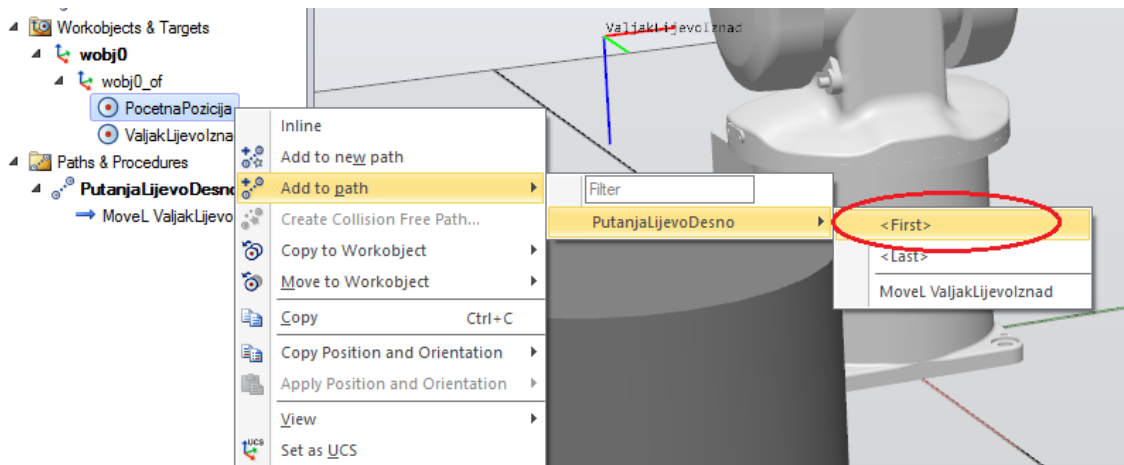 Workobjects & Targets
wobj0
wobj0_of
PocetnaPozicija
ValjakLijevoIzna
Paths & Procedures
PutanjaLijevoDesno
MoveL ValjakLijevo
ValjakLijevoIznad
Inline
Add to new path
Add to path
Create Collision Free Path...
Copy to Workobject
Move to Workobject
Copy Ctrl+C
Copy Position and Orientation
Apply Position and Orientation
View
UCS Set as UCS
Filter
PutanjaLijevoDesno
<First>
<Last>
MoveL ValjakLijevoIznad